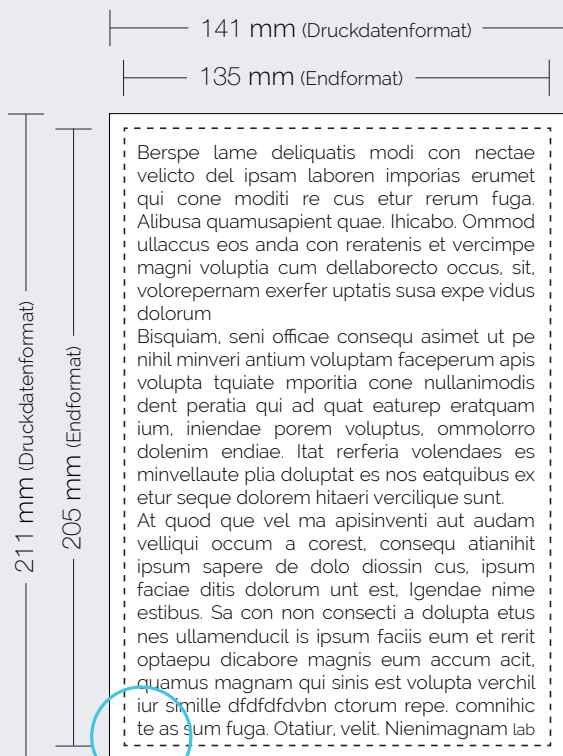 141 mm (Druckdatenformat)
135 mm (Endformat)
211 mm (Druckdatenformat)
205 mm (Endformat)
Berspe lame deliquatis modi con nectae
velicto del ipsam laboren imporias erumet
qui cone moditi re cus etur rerum fuga.
Alibusa quamusapient quae. Ihicabo. Ommod
ullaccus eos anda con reratenis et vercimpe
magni voluptia cum dellaborecto occus, sit,
volorepernam exerfer uptatis susa expe vidus
dolorum
Bisquiam, seni officae consequ asimet ut pe
nihil minveri antium voluptam faceperum apis
volupta tquiate mporitia cone nullanimodis
dent peratia qui ad quat eaturep eratquam
ium, iniendae porem voluptus, ommolorro
dolenim endiae. Itat rerferia volendaes es
minvellaute plia doluptat es nos eatquibus ex
etur seque dolorem hitaeri vercilique sunt.
At quod que vel ma apisinventi aut audam
velliqui occum a corest, consequ atianihit
ipsum sapere de dolo diossin cus, ipsum
faciae ditis dolorum unt est, Igendae nime
estibus. Sa con non consecti a dolupta etus
nes ullamenducil is ipsum faciis eum et rerit
optaepu dicabore magnis eum accum acit,
quamus magnam qui sinis est volupta verchil
iur simille dfdfdfdvbn ctorum repe. comnihic
te as sum fuga. Otatiur, velit. Nienimagnam lab